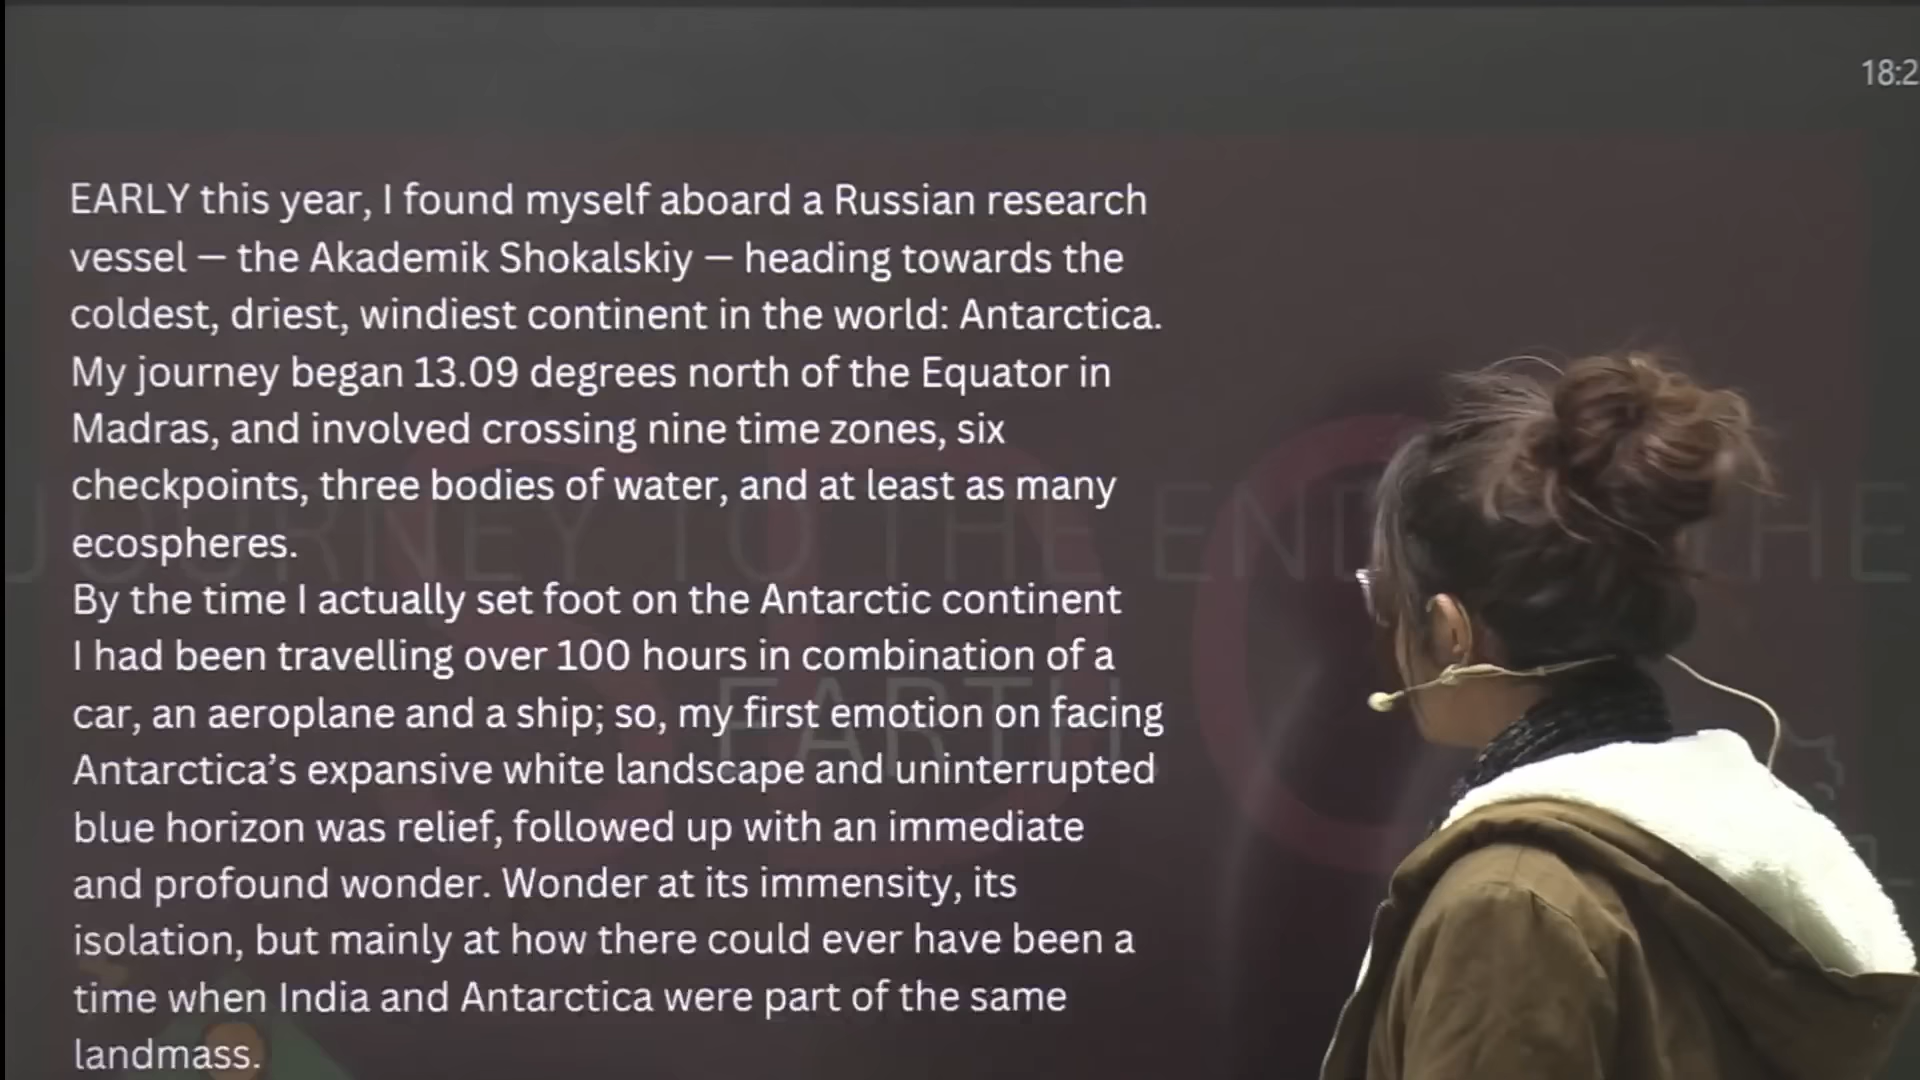 18:2
EARLY this year, I found myself aboard a Russian research
vessel – the Akademik Shokalskiy – heading towards the
coldest, driest, windiest continent in the world: Antarctica.
My journey began 13.09 degrees north of the Equator in
Madras, and involved crossing nine time zones, six
checkpoints, three bodies of water, and at least as many
ecospheres.
By the time I actually set foot on the Antarctic continent
I had been travelling over 100 hours in combination of a
car, an aeroplane and a ship; so, my first emotion on facing
Antarctica’s expansive white landscape and uninterrupted
blue horizon was relief, followed up with an immediate
and profound wonder. Wonder at its immensity, its
isolation, but mainly at how there could ever have been a
time when India and Antarctica were part of the same
landmass.
JOURNEY TO THE END THE
EARTH